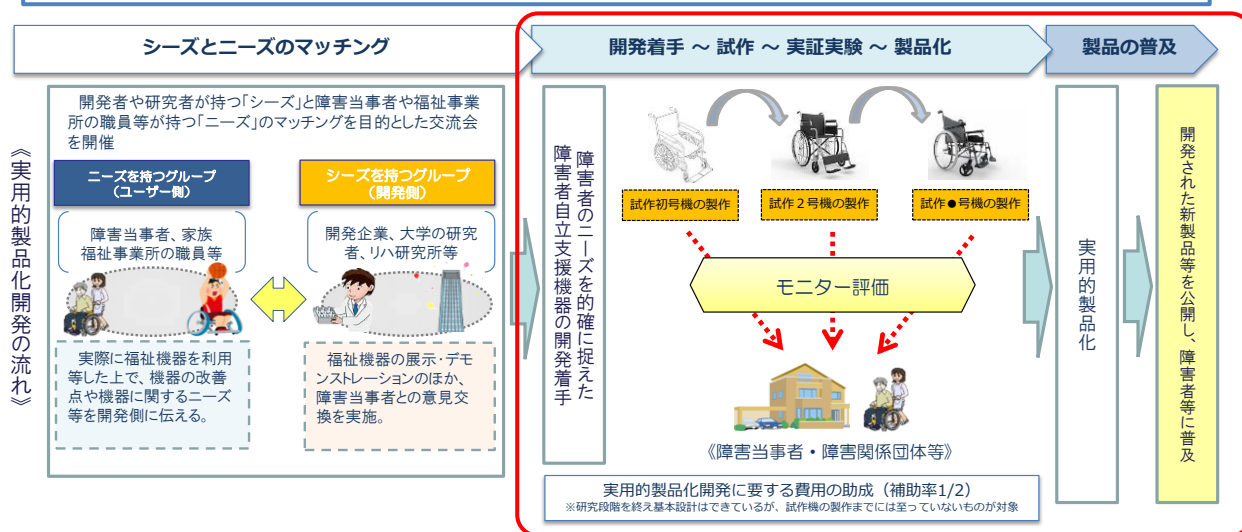 シーズとニーズのマッチング
開発着手 ～ 試作 ～ 実証実験 ～ 製品化
製品の普及
《実用的製品化開発の流れ》
開発者や研究者が持つ「シーズ」と障害当事者や福祉事業
所の職員等が持つ「ニーズ」のマッチングを目的とした交流会
を開催
ニーズを持つグループ
（ユーザー側）
シーズを持つグループ
（開発側）
障害当事者、家族
福祉事業所の職員等
開発企業、大学の研究
者、リハ研究所等
実際に福祉機器を利用
等した上で、機器の改善
点や機器に関するニーズ
等を開発側に伝える。
福祉機器の展示・デモ
ンストレーションのほか、
障害当事者との意見交
換を実施。
障害者のニーズを的確に捉えた
障害者自立支援機器の開発着手
試作初号機の製作
試作２号機の製作
試作●号機の製作
モニター評価
《障害当事者・障害関係団体等》
実用的製品化開発に要する費用の助成（補助率1/2）
※研究段階を終え基本設計はできているが、試作機の製作までには至っていないものが対象
実用的製品化
開発された新製品等を公開し、障害者等に普及